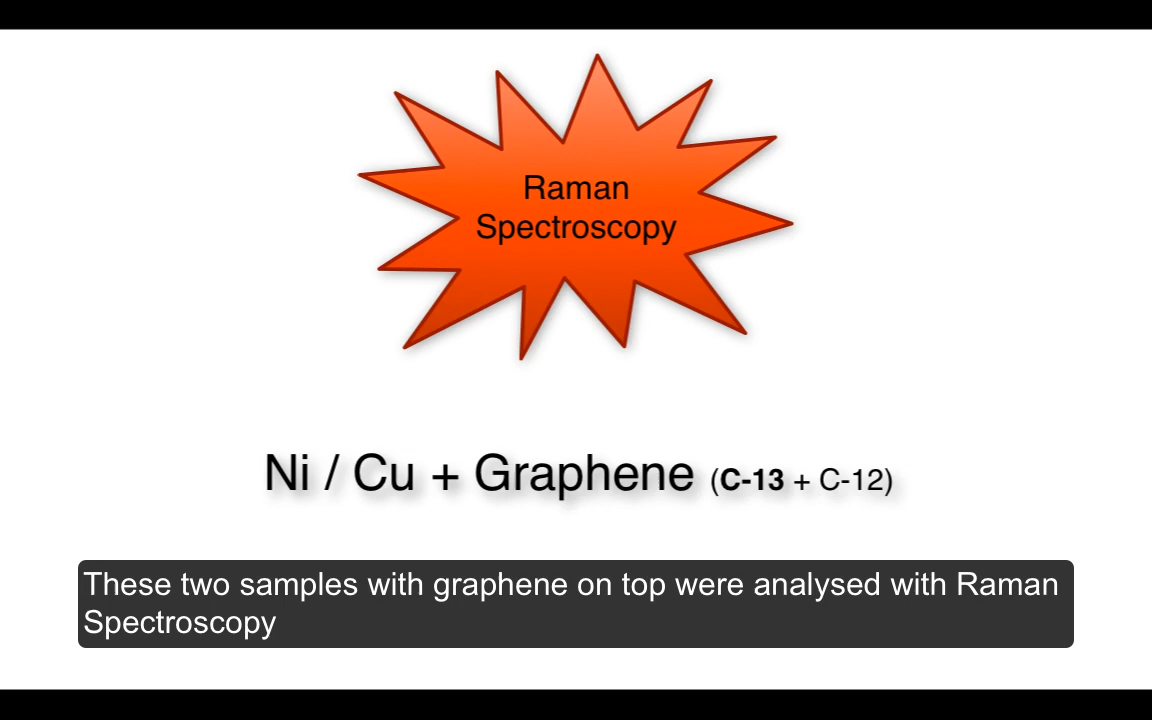 Raman
Spectroscopy
Ni / Cu + Graphene (C-13 + C-12)
These two samples with graphene on top were analysed with Raman
Spectroscopy